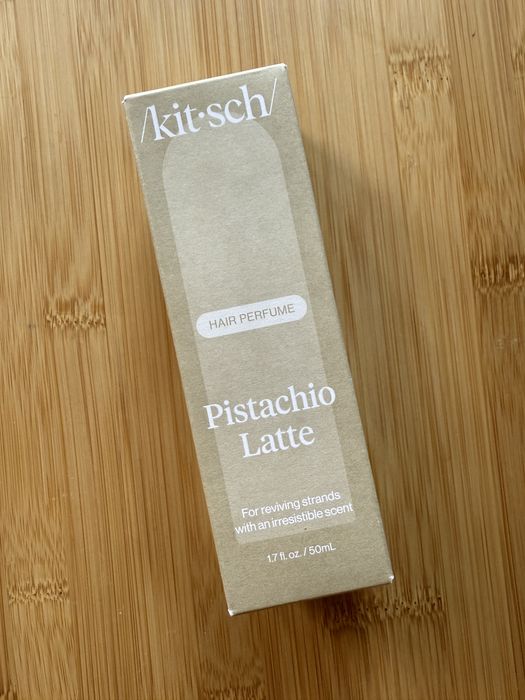 /kit·sch/
HAIR PERFUME
Pistachio
Latte
For reviving strands
with an irresistible scent
1.7 fl. oz. / 50mL